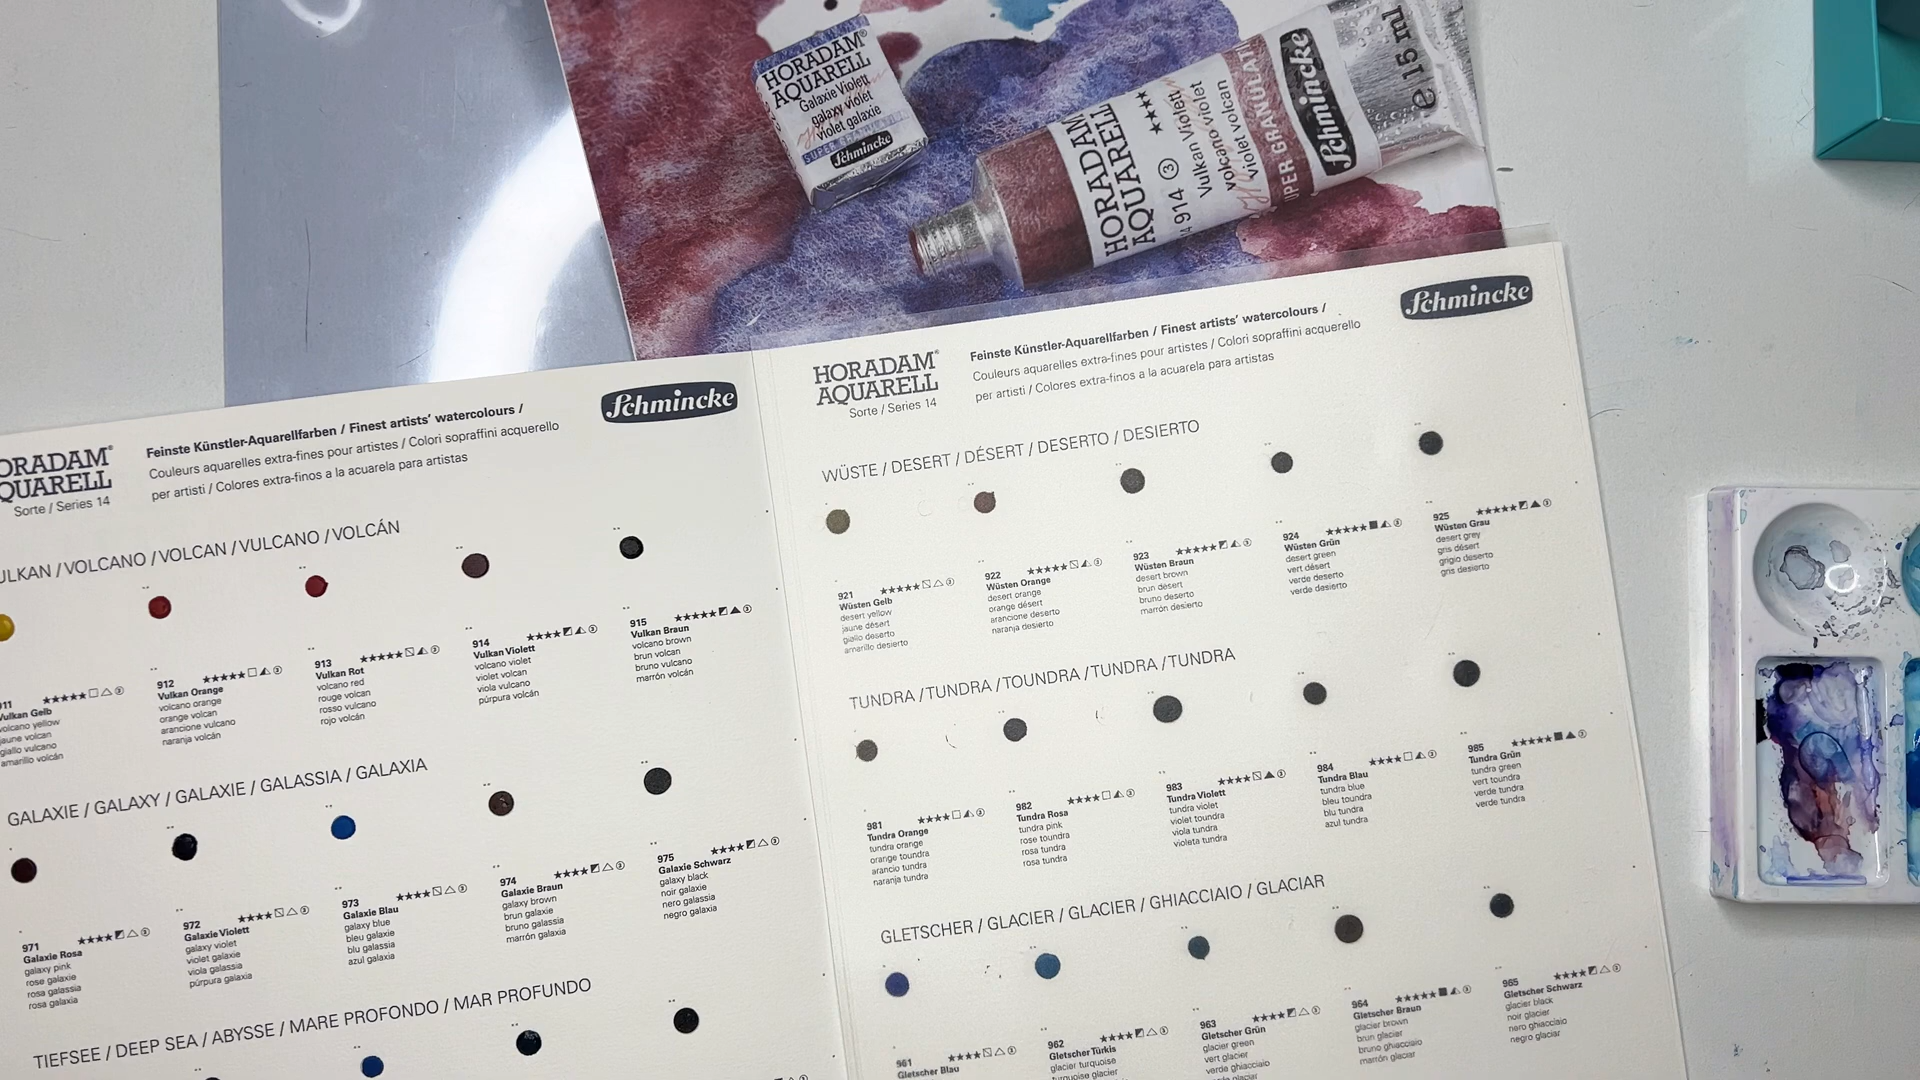 HORADAM®
AQUARELL
Galaxie Violett
galaxy violet
violet galaxie
SUPER
Schmincke
HORADAM
AQUARELL
14 914 ③ ★★★★
Vulkan Violett
volcano violet
violet volcan
SUPER GRANULATI
Schmincke
e 15 ml
ORADAM®
QUARELL
Sorte / Series 14
Feinste Künstler-Aquarellfarben / Finest artists' watercolours /
Couleurs aquarelles extra-fines pour artistes / Colori sopraffini acquerello
per artisti / Colores extra-finos a la acuarela para artistas
Schmincke
ULKAN / VOLCANO / VOLCAN / VULCANO / VOLCÁN
911 ★★★★★□△③
Vulkan Gelb
volcano yellow
jaune volcan
giallo vulcano
amarillo volcán
912 ★★★★★
Vulkan Orange
volcano orange
orange volcan
arancione vulcano
naranja volcán
913 ★★★★★
Vulkan Rot
volcano red
rouge volcan
rosso vulcano
rojo volcán
914 ★★★★
Vulkan Violett
volcano violet
violet volcan
viola vulcano
púrpura volcán
915 ★★★★★
Vulkan Braun
volcano brown
brun volcan
bruno vulcano
marrón volcán
GALAXIE / GALAXY / GALAXIE / GALASSIA / GALAXIA
971 ★★★★
Galaxie Rosa
galaxy pink
rose galaxie
rosa galassia
rosa galaxia
972 ★★★★
Galaxie Violett
galaxy violet
violet galaxie
viola galassia
púrpura galaxia
973 ★★★★
Galaxie Blau
galaxy blue
bleu galaxie
blu galassia
azul galaxia
974 ★★★★
Galaxie Braun
galaxy brown
brun galaxie
bruno galassia
marrón galaxia
975 ★★★★
Galaxie Schwarz
galaxy black
noir galaxie
nero galassia
negro galaxia
TIEFSEE / DEEP SEA / ABYSSE / MARE PROFONDO / MAR PROFUNDO
HORADAM®
AQUARELL
Sorte / Series 14
Feinste Künstler-Aquarellfarben / Finest artists' watercolours /
Couleurs aquarelles extra-fines pour artistes / Colori sopraffini acquerello
per artisti / Colores extra-finos a la acuarela para artistas
Schmincke
WÜSTE / DESERT / DÉSERT / DESERTO / DESIERTO
921 ★★★★★
Wüsten Gelb
desert yellow
jaune désert
giallo deserto
amarillo desierto
922 ★★★★★
Wüsten Orange
desert orange
orange désert
arancione deserto
naranja desierto
923 ★★★★★
Wüsten Braun
desert brown
brun désert
bruno deserto
marrón desierto
924 ★★★★★
Wüsten Grün
desert green
vert désert
verde deserto
verde desierto
925 ★★★★★
Wüsten Grau
desert grey
gris désert
grigio deserto
gris desierto
TUNDRA / TUNDRA / TOUNDRA / TUNDRA / TUNDRA
981 ★★★★
Tundra Orange
tundra orange
orange toundra
arancio tundra
naranja tundra
982 ★★★★
Tundra Rosa
tundra pink
rose toundra
rosa tundra
rosa tundra
983 ★★★★
Tundra Violett
tundra violet
violet toundra
viola tundra
violeta tundra
984 ★★★★
Tundra Blau
tundra blue
bleu toundra
blu tundra
azul tundra
985 ★★★★★
Tundra Grün
tundra green
vert toundra
verde tundra
verde tundra
GLETSCHER / GLACIER / GLACIER / GHIACCIAIO / GLACIAR
961 ★★★★
Gletscher Blau
962 ★★★★
Gletscher Türkis
glacier turquoise
turquoise glacier
963 ★★★★
Gletscher Grün
glacier green
vert glacier
verde ghiacciaio
verde glaciar
964 ★★★★★
Gletscher Braun
glacier brown
brun glacier
bruno ghiacciaio
marrón glaciar
965 ★★★★
Gletscher Schwarz
glacier black
noir glacier
nero ghiacciaio
negro glaciar